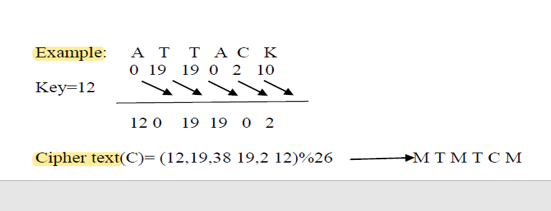 Example: A T T A C K
0 19 19 0 2 10
Key=12
12 0 19 19 0 2
Cipher text(C)= (12,19,38 19,2 12)%26 M T M T C M